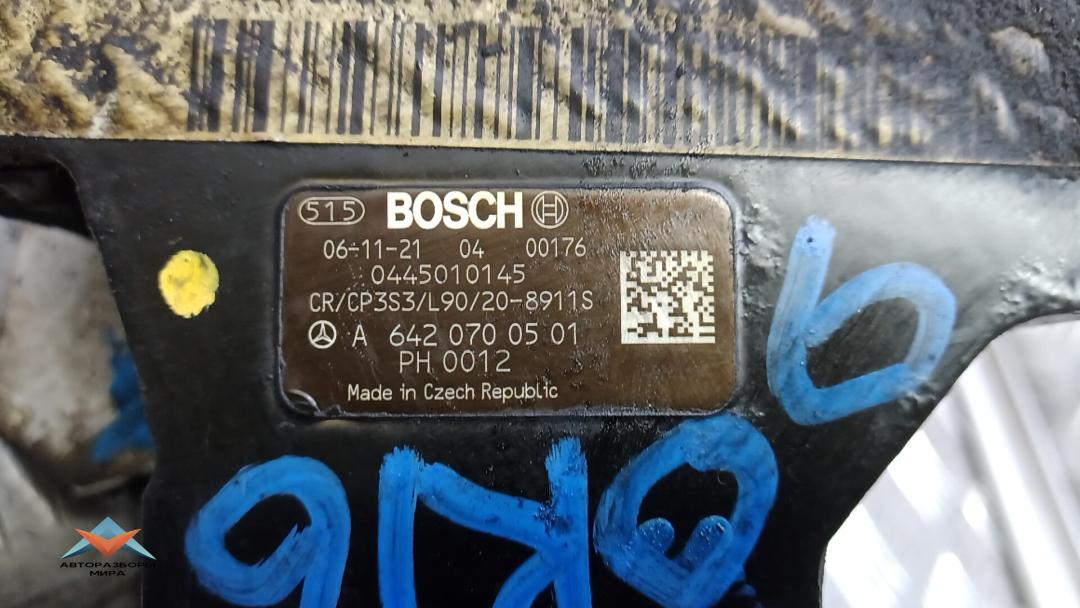 515 BOSCH
06-11-21 04 00176
0445010145
CR/CP3S3/L90/20-8911S
A 642 070 05 01
PH 0012
Made in Czech Republic
АВТОРАЗБОРЫ
МИРА